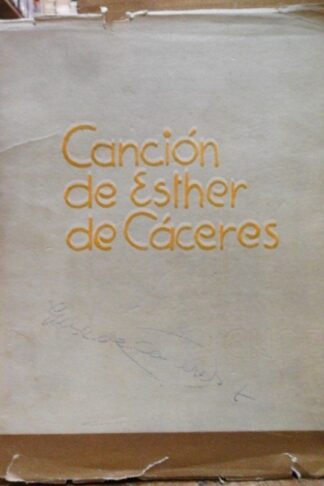 Canción
de Esther
de Cáceres